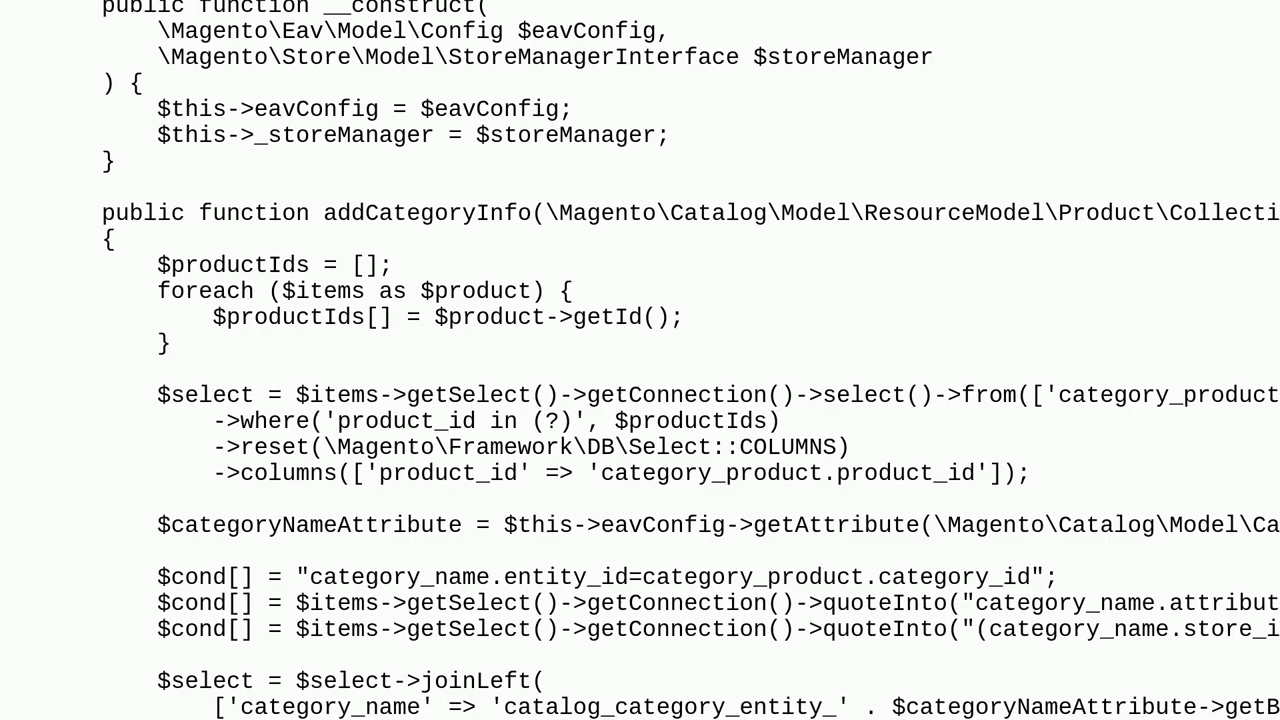 public function __construct(
\Magento\Eav\Model\Config $eavConfig,
\Magento\Store\Model\StoreManagerInterface $storeManager
) {
$this->eavConfig = $eavConfig;
$this->_storeManager = $storeManager;
}
public function addCategoryInfo(\Magento\Catalog\Model\ResourceModel\Product\Collecti
{
$productIds = [];
foreach ($items as $product) {
$productIds[] = $product->getId();
}
$select = $items->getSelect()->getConnection()->select()->from(['category_product
->where('product_id in (?)', $productIds)
->reset(\Magento\Framework\DB\Select::COLUMNS)
->columns(['product_id' => 'category_product.product_id']);
$categoryNameAttribute = $this->eavConfig->getAttribute(\Magento\Catalog\Model\Ca
$cond[] = "category_name.entity_id=category_product.category_id";
$cond[] = $items->getSelect()->getConnection()->quoteInto("category_name.attribut
$cond[] = $items->getSelect()->getConnection()->quoteInto("(category_name.store_i
$select = $select->joinLeft(
['category_name' => 'catalog_category_entity_' . $categoryNameAttribute->getB